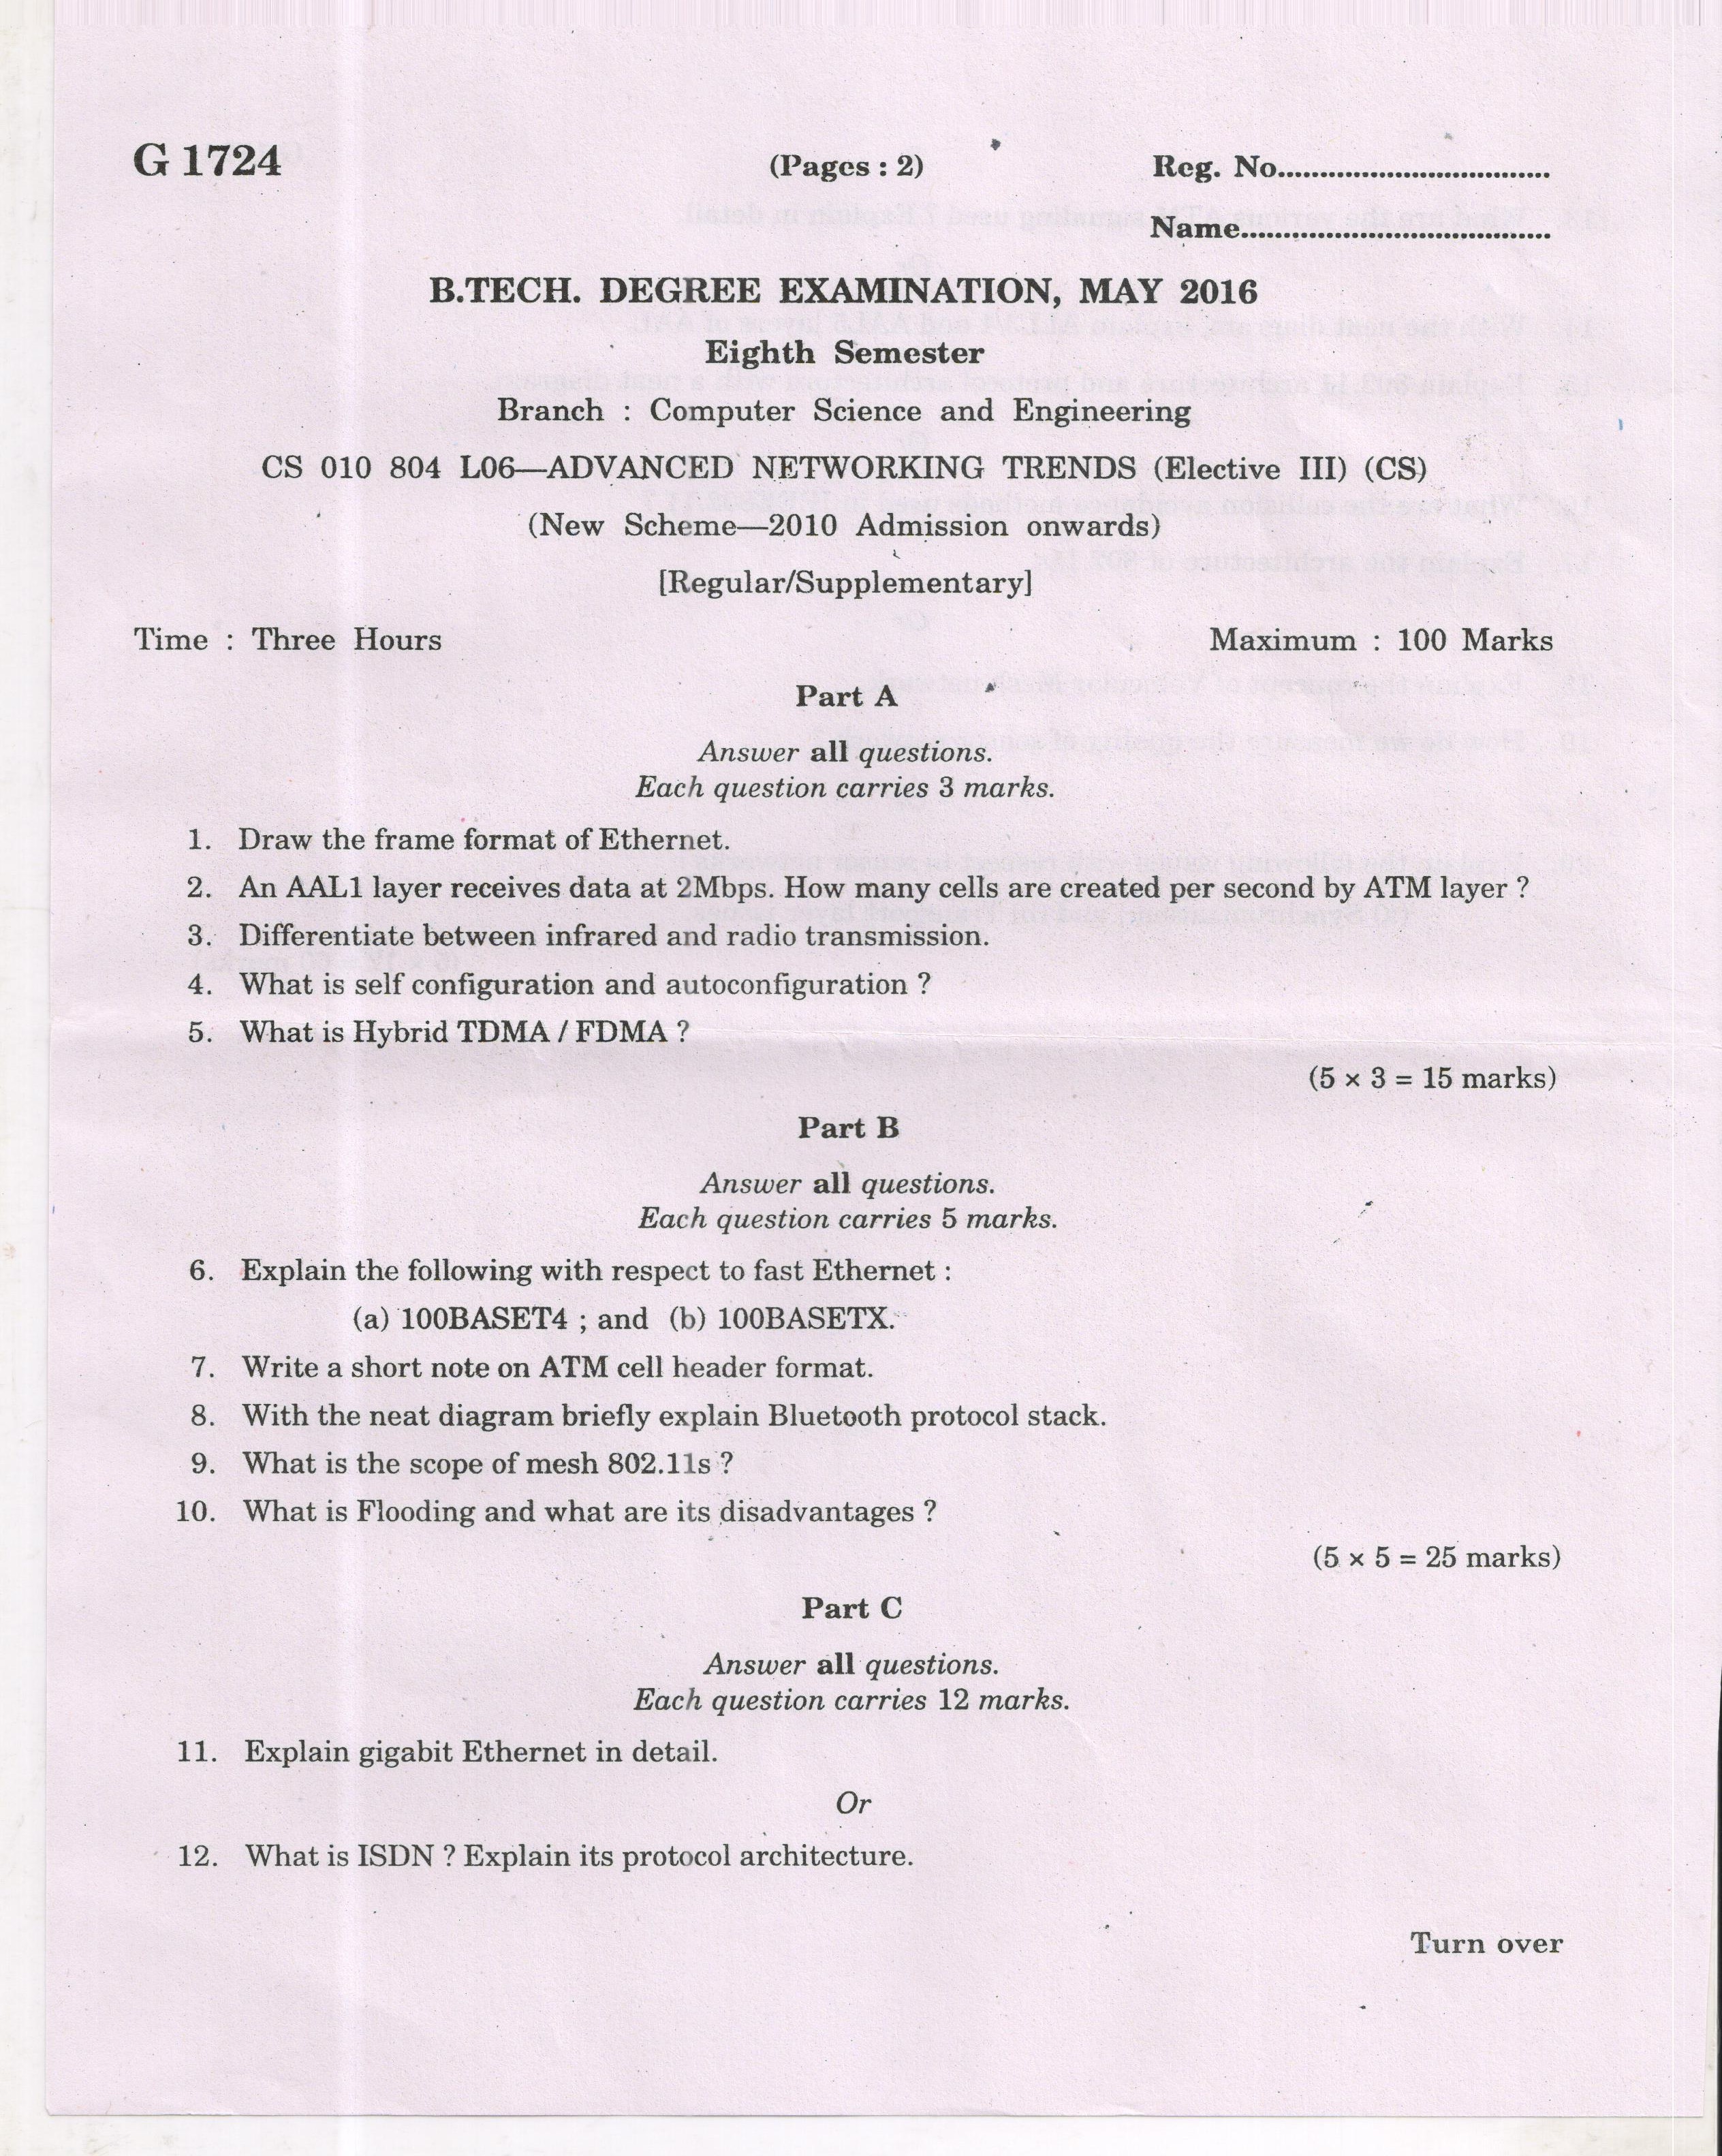 G 1724
(Pages : 2)
Reg. No.................................
Name.....................................
B.TECH. DEGREE EXAMINATION, MAY 2016
Eighth Semester
Branch : Computer Science and Engineering
CS 010 804 L06—ADVANCED NETWORKING TRENDS (Elective III) (CS)
(New Scheme—2010 Admission onwards)
[Regular/Supplementary]
Time : Three Hours
Maximum : 100 Marks
Part A
Answer all questions.
Each question carries 3 marks.
1. Draw the frame format of Ethernet.
2. An AAL1 layer receives data at 2Mbps. How many cells are created per second by ATM layer ?
3. Differentiate between infrared and radio transmission.
4. What is self configuration and autoconfiguration ?
5. What is Hybrid TDMA / FDMA ?
(5 × 3 = 15 marks)
Part B
Answer all questions.
Each question carries 5 marks.
6. Explain the following with respect to fast Ethernet :
(a) 100BASET4 ; and (b) 100BASETX.
7. Write a short note on ATM cell header format.
8. With the neat diagram briefly explain Bluetooth protocol stack.
9. What is the scope of mesh 802.11s ?
10. What is Flooding and what are its disadvantages ?
(5 × 5 = 25 marks)
Part C
Answer all questions.
Each question carries 12 marks.
11. Explain gigabit Ethernet in detail.
Or
12. What is ISDN ? Explain its protocol architecture.
Turn over